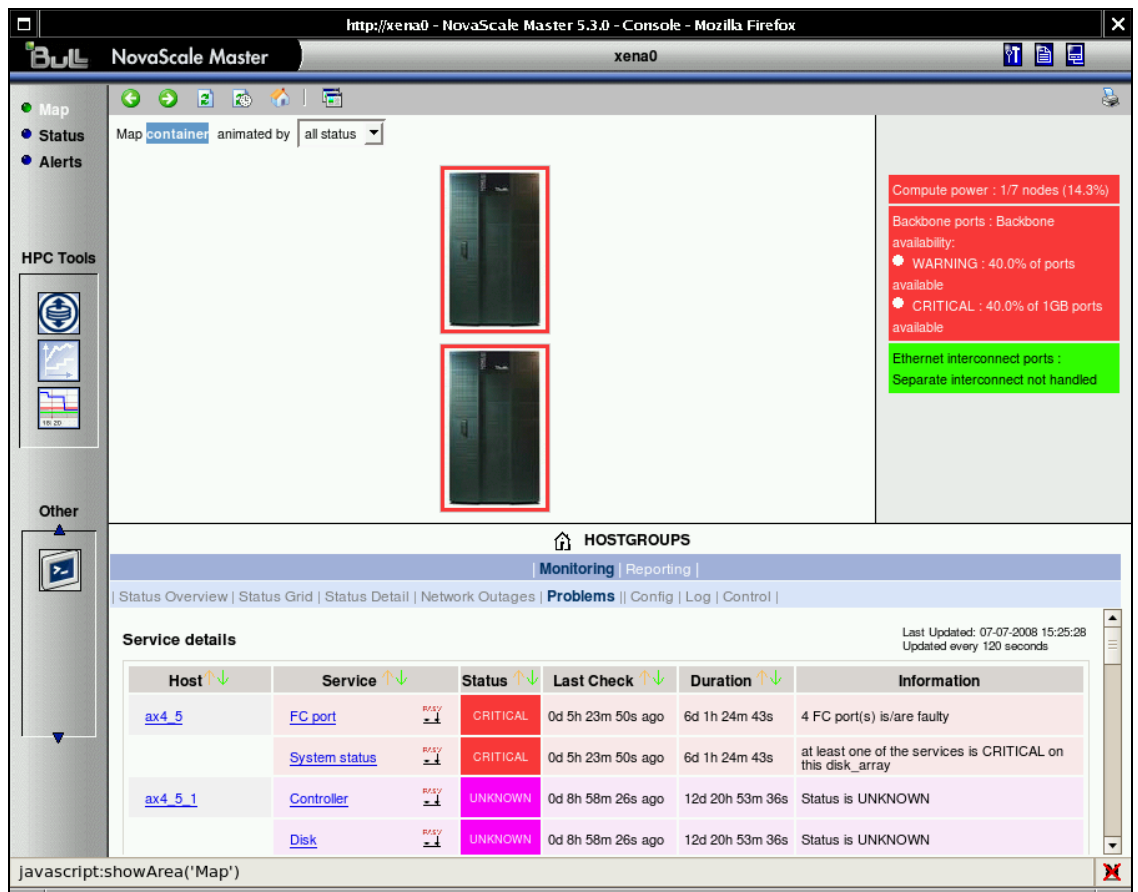 http://xena0 - NovaScale Master 5.3.0 - Console - Mozilla Firefox
Bull NovaScale Master xena0
Map
Status
Alerts
HPC Tools
18: 20
Other
Map container animated by all status
Compute power : 1/7 nodes (14.3%)
Backbone ports : Backbone
availability:
WARNING : 40.0% of ports
available
CRITICAL : 40.0% of 1GB ports
available
Ethernet interconnect ports :
Separate interconnect not handled
HOSTGROUPS
| Monitoring | Reporting |
| Status Overview | Status Grid | Status Detail | Network Outages | Problems || Config | Log | Control |
Service details
Last Updated: 07-07-2008 15:25:28
Updated every 120 seconds
Host Service Status Last Check Duration Information
ax4_5 FC port CRITICAL 0d 5h 23m 50s ago 6d 1h 24m 43s 4 FC port(s) is/are faulty
System status CRITICAL 0d 5h 23m 50s ago 6d 1h 24m 43s at least one of the services is CRITICAL on
this disk_array
ax4_5_1 Controller UNKNOWN 0d 8h 58m 26s ago 12d 20h 53m 36s Status is UNKNOWN
Disk UNKNOWN 0d 8h 58m 26s ago 12d 20h 53m 36s Status is UNKNOWN
javascript:showArea('Map')